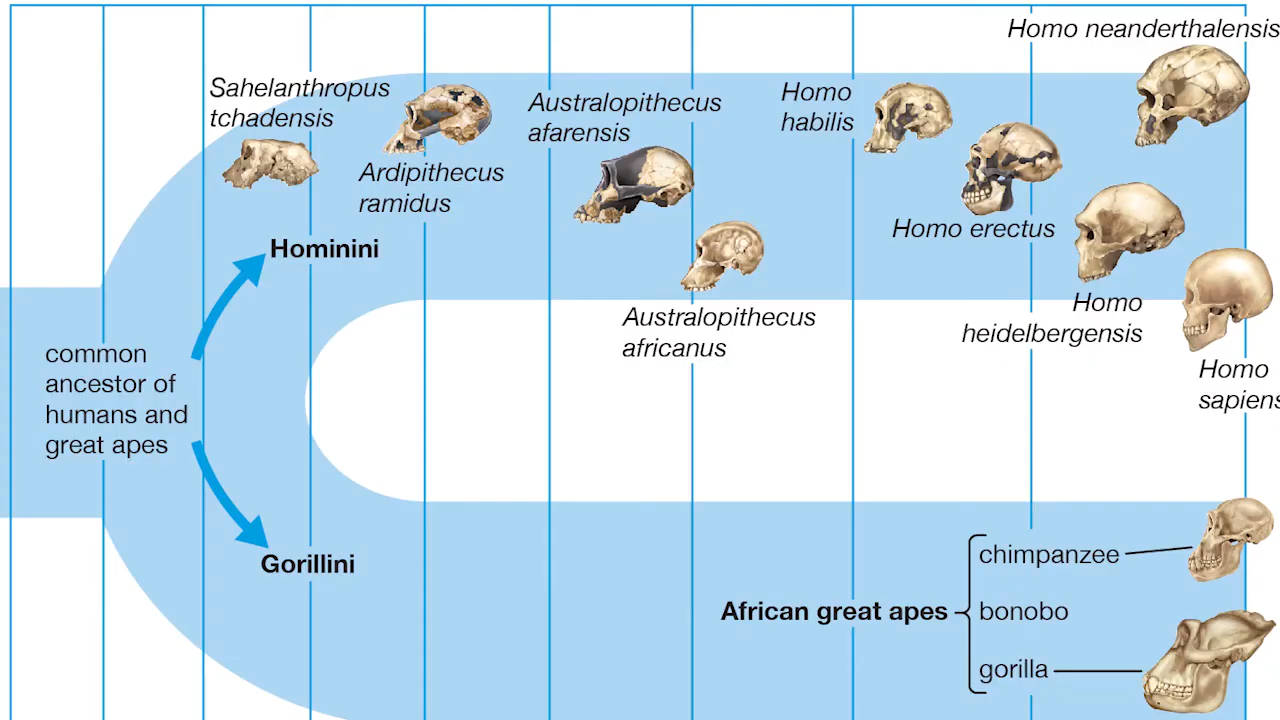 Homo neanderthalensis
Sahelanthropus
tchadensis
Ardipithecus
ramidus
Australopithecus
afarensis
Homo
habilis
Homo erectus
Hominini
Australopithecus
africanus
Homo
heidelbergensis
Homo
sapiens
common
ancestor of
humans and
great apes
Gorillini
African great apes
chimpanzee
bonobo
gorilla